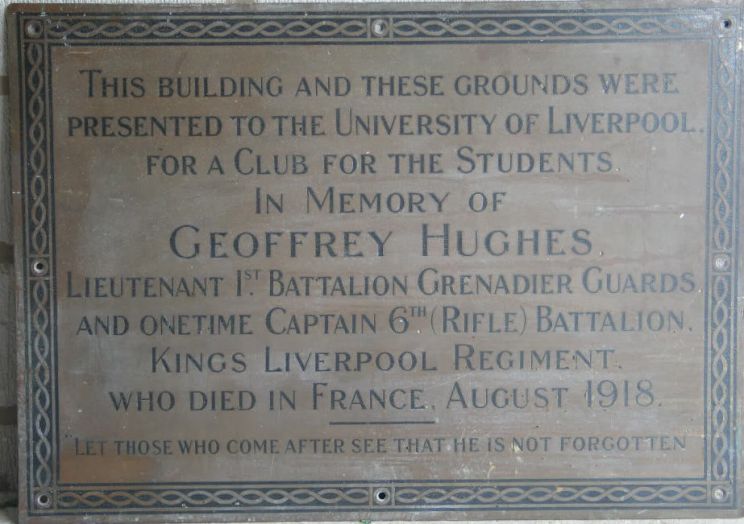 THIS BUILDING AND THESE GROUNDS WERE
PRESENTED TO THE UNIVERSITY OF LIVERPOOL.
FOR A CLUB FOR THE STUDENTS.
IN MEMORY OF
GEOFFREY HUGHES.
LIEUTENANT 1ST BATTALION GRENADIER GUARDS
AND ONETIME CAPTAIN 6TH (RIFLE) BATTALION.
KINGS LIVERPOOL REGIMENT.
WHO DIED IN FRANCE, AUGUST 1918.
"LET THOSE WHO COME AFTER SEE THAT HE IS NOT FORGOTTEN